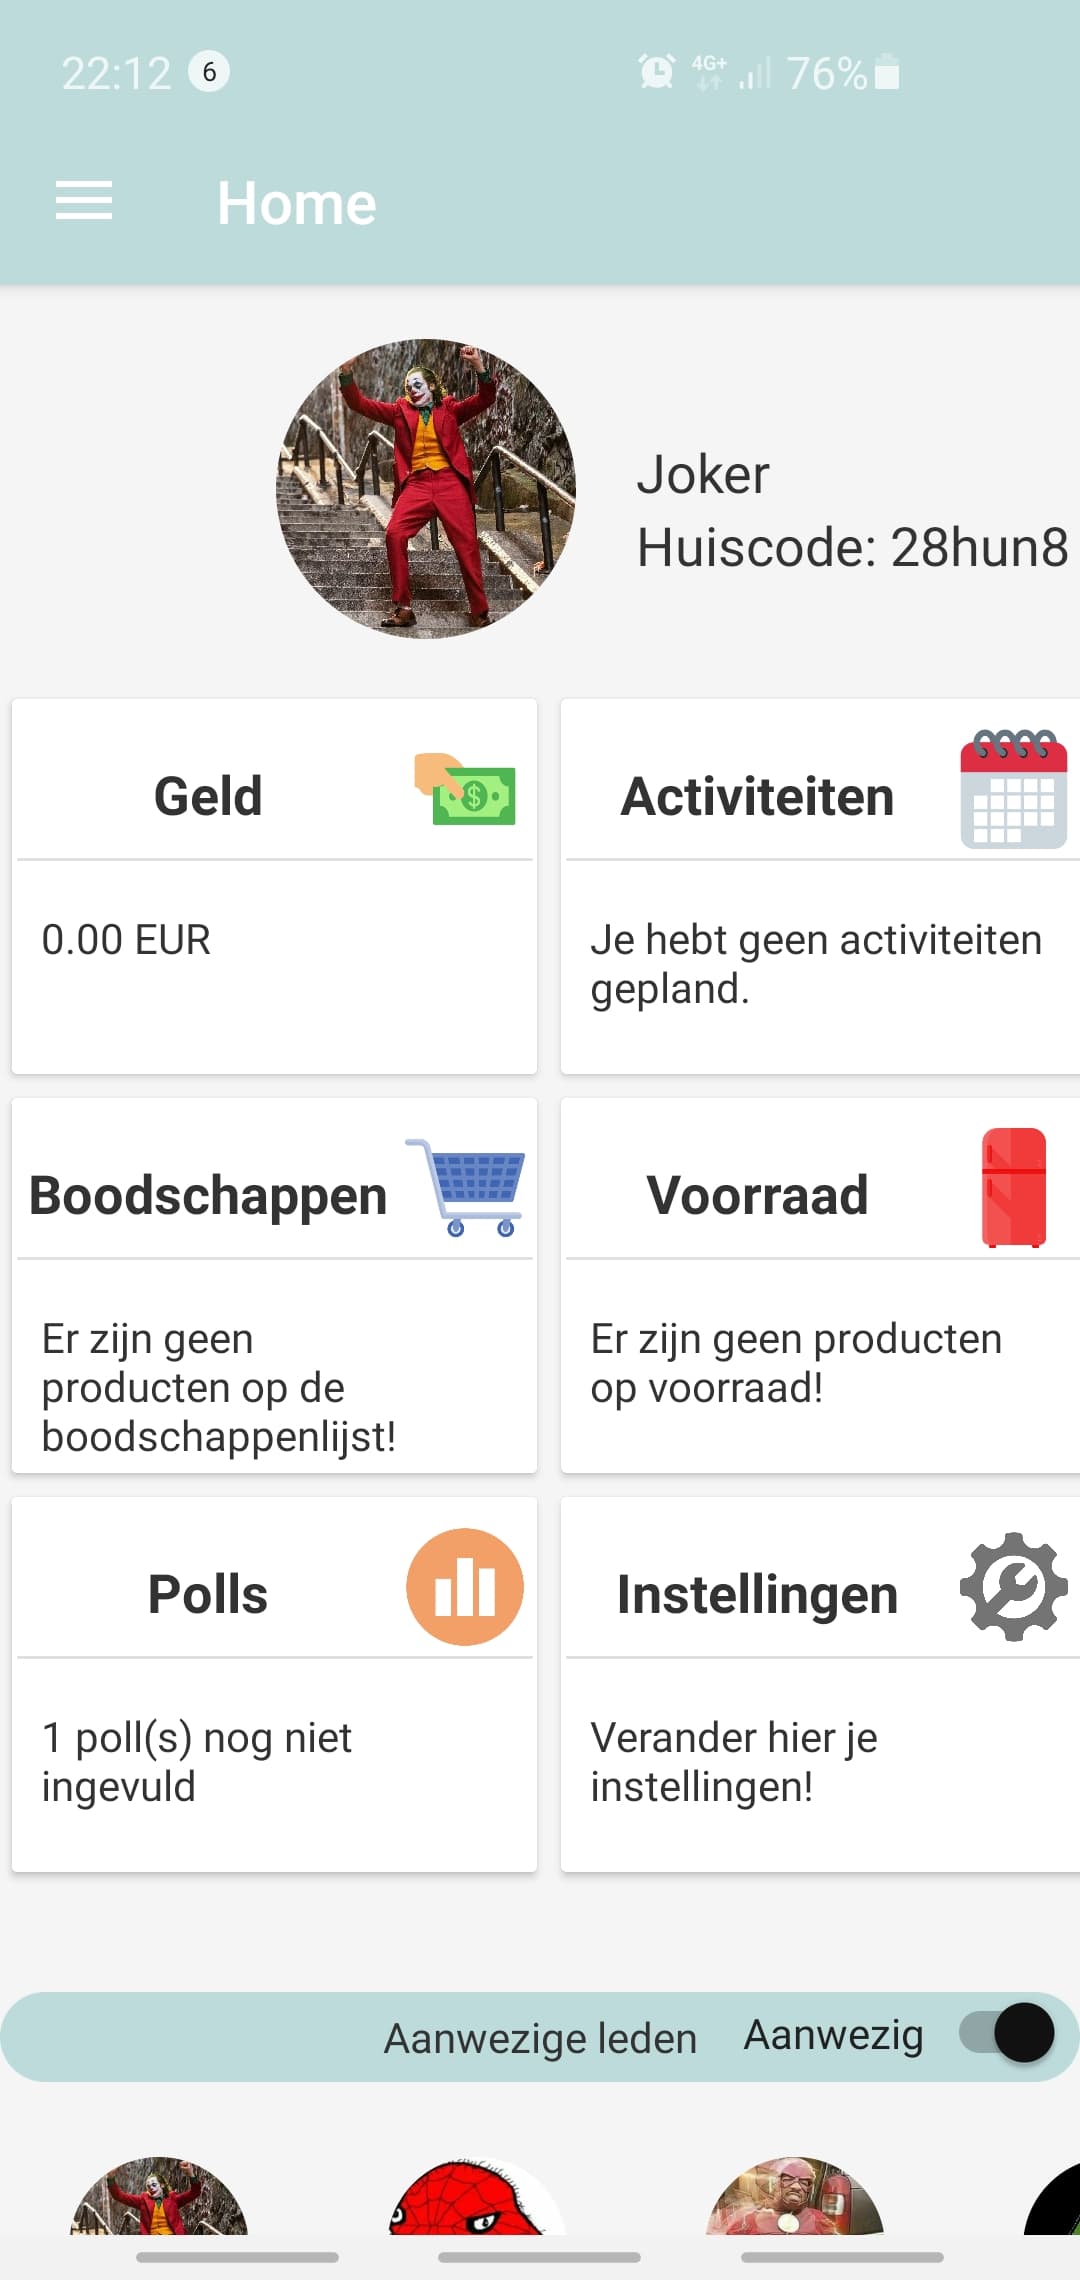 22:12 6 4G+ 76%
Home
Joker
Huiscode: 28hun8
Geld
0.00 EUR
Activiteiten
Je hebt geen activiteiten
gepland.
Boodschappen
Er zijn geen
producten op de
boodschappenlijst!
Voorraad
Er zijn geen producten
op voorraad!
Polls
1 poll(s) nog niet
ingevuld
Instellingen
Verander hier je
instellingen!
Aanwezige leden Aanwezig